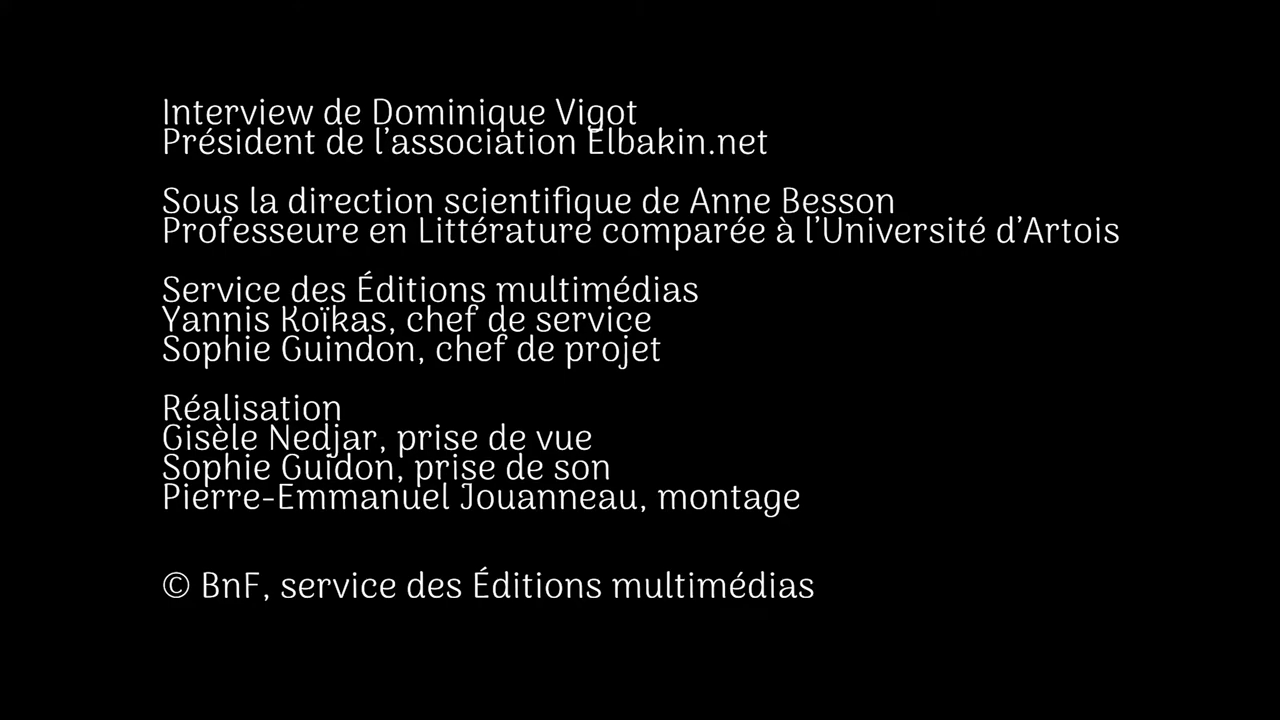 Interview de Dominique Vigot
Président de l’association Elbakin.net
Sous la direction scientifique de Anne Besson
Professeure en Littérature comparée à l’Université d’Artois
Service des Éditions multimédias
Yannis Koïkas, chef de service
Sophie Guindon, chef de projet
Réalisation
Gisèle Nedjar, prise de vue
Sophie Guidon, prise de son
Pierre-Emmanuel Jouanneau, montage
© BnF, service des Éditions multimédias